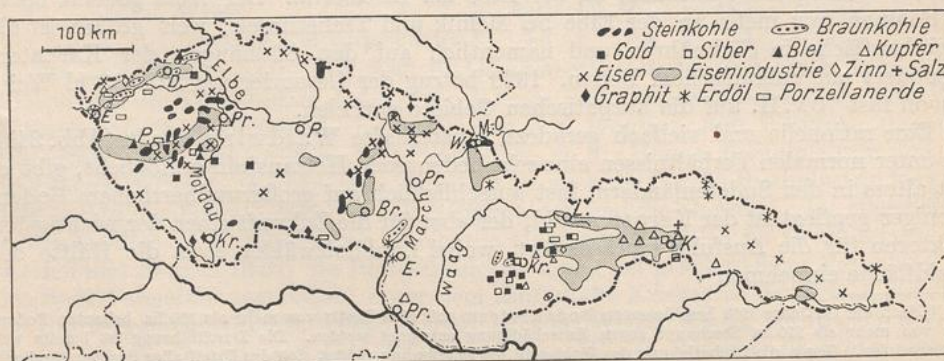 100 km
Steinkohle Braunkohle
Gold Silber Blei Kupfer
Eisen Eisenindustrie Zinn + Salz
Graphit Erdöl Porzellanerde
Elbe
E.
Pr.
P.
P.
M-O.
W.
Moldau
Pr.
Br.
March
Kr.
E.
Waag
Kr.
K.
Pr.